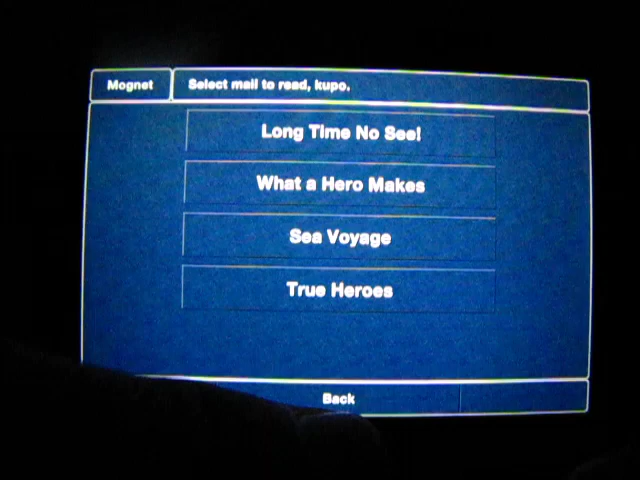 Mognet
Select mail to read, kupo.
Long Time No See!
What a Hero Makes
Sea Voyage
True Heroes
Back